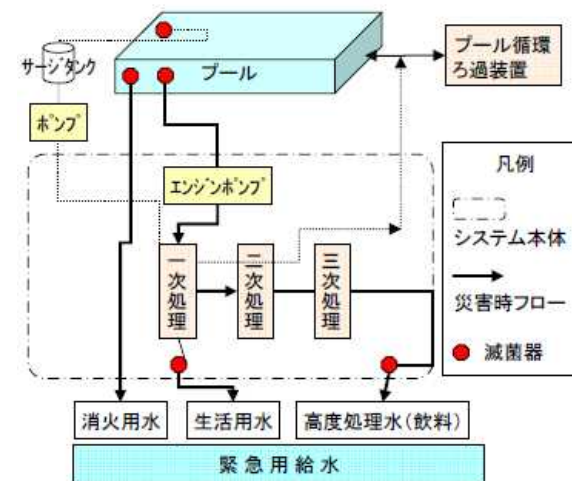 サージタンク
プール
プール循環
ろ過装置
ポンプ
エンジンポンプ
凡例
システム本体
災害時フロー
滅菌器
一次処理
二次処理
三次処理
消火用水
生活用水
高度処理水(飲料)
緊急用給水